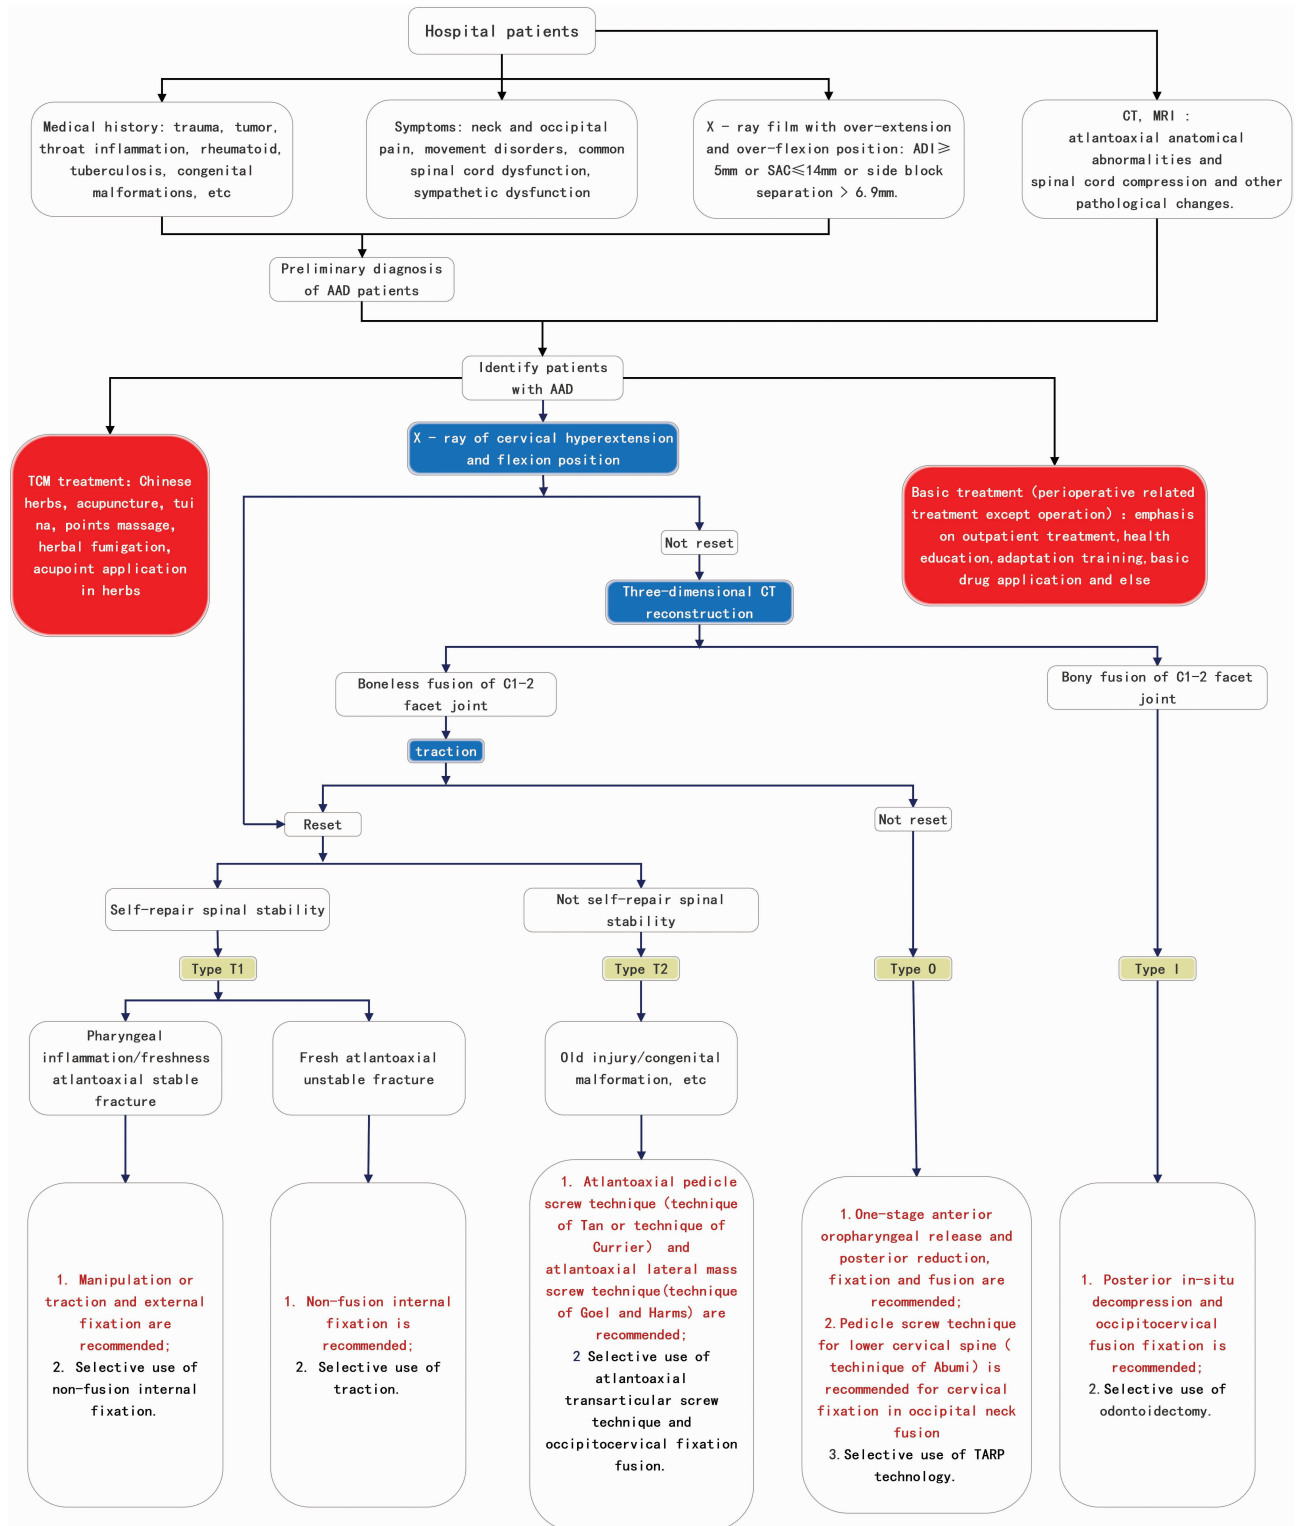 Hospital patients
Medical history: trauma, tumor,
throat inflammation, rheumatoid,
tuberculosis, congenital
malformations, etc
Symptoms: neck and occipital
pain, movement disorders, common
spinal cord dysfunction,
sympathetic dysfunction
X - ray film with over-extension
and over-flexion position: ADI≥
5mm or SAC≤14mm or side block
separation > 6.9mm.
CT, MRI :
atlantoaxial anatomical
abnormalities and
spinal cord compression and other
pathological changes.
Preliminary diagnosis
of AAD patients
Identify patients
with AAD
TCM treatment: Chinese
herbs, acupuncture, tui
na, points massage,
herbal fumigation,
acupoint application
in herbs
X - ray of cervical hyperextension
and flexion position
Basic treatment (perioperative related
treatment except operation) : emphasis
on outpatient treatment, health
education, adaptation training, basic
drug application and else
Not reset
Three-dimensional CT
reconstruction
Boneless fusion of C1-2
facet joint
Bony fusion of C1-2 facet
joint
traction
Reset
Not reset
Self-repair spinal stability
Not self-repair spinal
stability
Type T1
Type T2
Type O
Type I
Pharyngeal
inflammation/freshness
atlantoaxial stable
fracture
Fresh atlantoaxial
unstable fracture
Old injury/congenital
malformation, etc
1. Manipulation or
traction and external
fixation are
recommended;
2. Selective use of
non-fusion internal
fixation.
1. Non-fusion internal
fixation is
recommended;
2. Selective use of
traction.
1. Atlantoaxial pedicle
screw technique (technique
of Tan or technique of
Currier) and
atlantoaxial lateral mass
screw technique(technique
of Goel and Harms) are
recommended;
2 Selective use of
atlantoaxial
transarticular screw
technique and
occipitocervical fixation
fusion.
1. One-stage anterior
oropharyngeal release and
posterior reduction,
fixation and fusion are
recommended;
2. Pedicle screw technique
for lower cervical spine (
techinique of Abumi) is
recommended for cervical
fixation in occipital neck
fusion
3. Selective use of TARP
technology.
1. Posterior in-situ
decompression and
occipitocervical
fusion fixation is
recommended;
2. Selective use of
odontoidectomy.